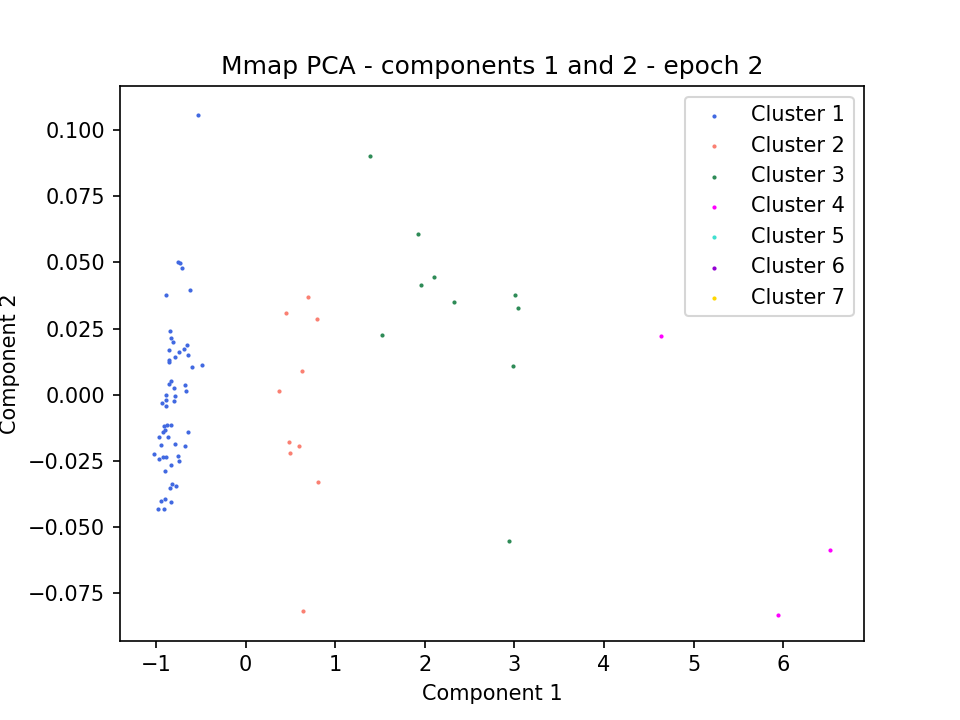 Mmap PCA - components 1 and 2 - epoch 2
Cluster 1
Cluster 2
Cluster 3
Cluster 4
Cluster 5
Cluster 6
Cluster 7
0.100
0.075
0.050
0.025
0.000
−0.025
−0.050
−0.075
Component 2
−1 0 1 2 3 4 5 6
Component 1